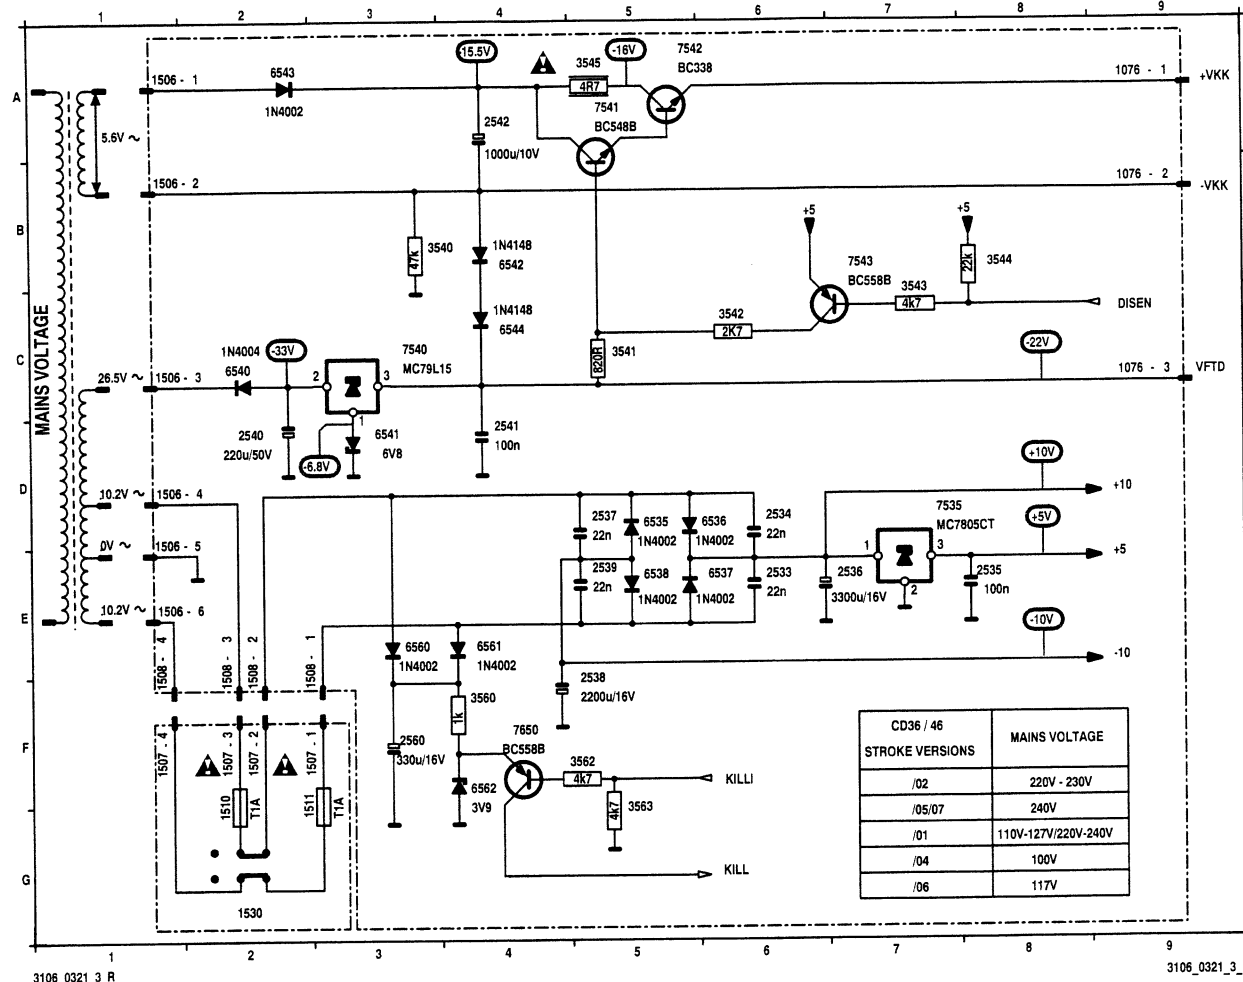 1 2 3 4 5 6 7 8 9
A
B
C
D
E
F
G
MAINS VOLTAGE
5.6V ~
1506 - 1
6543
1N4002
-15.5V
2542
1000u/10V
3545
4R7
-16V
7542
BC338
7541
BC548B
1076 - 1
+VKK
1506 - 2
1076 - 2
-VKK
3540
47k
1N4148
6542
1N4148
6544
+5
7543
BC558B
+5
22k
3544
3543
4k7
DISEN
3542
2K7
820R
3541
26.5V ~
1506 - 3
1N4004
6540
-33V
7540
MC79L15
2
3
1
-22V
1076 - 3
VFTD
2540
220u/50V
-6.8V
6541
6V8
2541
100n
10.2V ~
1506 - 4
0V ~
1506 - 5
10.2V ~
1506 - 6
2537
22n
6535
1N4002
6536
1N4002
2534
22n
2539
22n
6538
1N4002
6537
1N4002
2533
22n
+10V
+10
7535
MC7805CT
1
3
2
+5V
+5
2536
3300u/16V
2535
100n
-10V
-10
1508 - 4
1508 - 3
1508 - 2
1508 - 1
6560
1N4002
6561
1N4002
3560
1k
2538
2200u/16V
1507 - 4
1507 - 3
1507 - 2
1507 - 1
1510
T1A
1511
T1A
1530
2560
330u/16V
7650
BC558B
6562
3V9
3562
4k7
4k7
3563
KILLI
KILL
CD36 / 46
STROKE VERSIONS
MAINS VOLTAGE
/02 220V - 230V
/05/07 240V
/01 110V-127V/220V-240V
/04 100V
/06 117V
1 2 3 4 5 6 7 8 9
3106 0321 3 R
3106_0321_3_